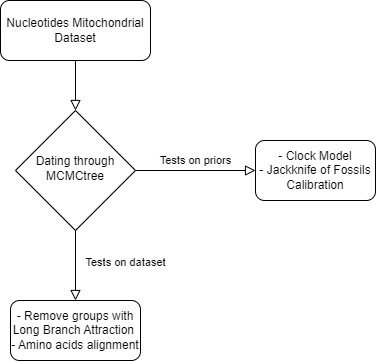 Nucleotides Mitochondrial
Dataset
Dating through
MCMCtree
Tests on priors
- Clock Model
- Jackknife of Fossils
Calibration
Tests on dataset
- Remove groups with
Long Branch Attraction
- Amino acids alignment